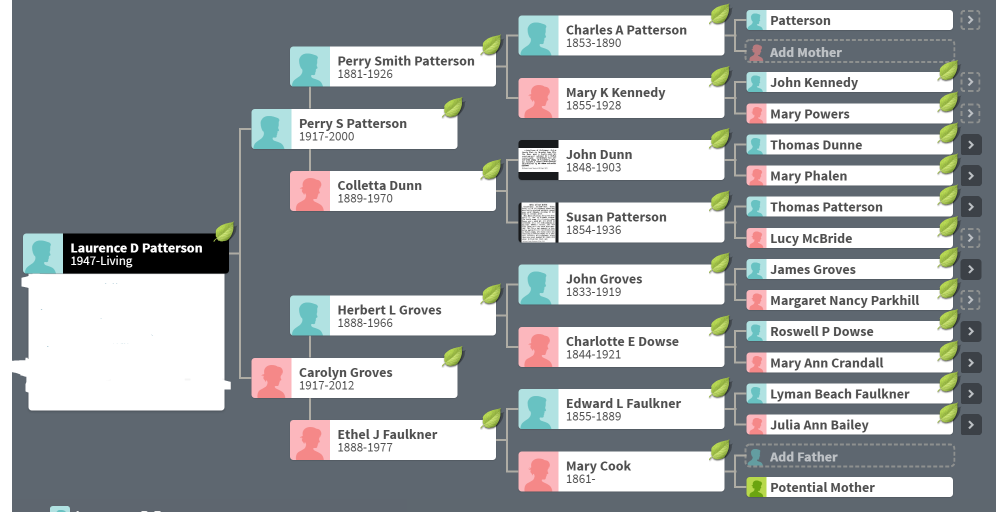 Laurence D Patterson
1947-Living
Perry S Patterson
1917-2000
Carolyn Groves
1917-2012
Perry Smith Patterson
1881-1926
Colletta Dunn
1889-1970
Herbert L Groves
1888-1966
Ethel J Faulkner
1888-1977
Charles A Patterson
1853-1890
Mary K Kennedy
1855-1928
John Dunn
1848-1903
Susan Patterson
1854-1936
John Groves
1833-1919
Charlotte E Dowse
1844-1921
Edward L Faulkner
1855-1889
Mary Cook
1861-
Patterson
Add Mother
John Kennedy
Mary Powers
Thomas Dunne
Mary Phalen
Thomas Patterson
Lucy McBride
James Groves
Margaret Nancy Parkhill
Roswell P Dowse
Mary Ann Crandall
Lyman Beach Faulkner
Julia Ann Bailey
Add Father
Potential Mother